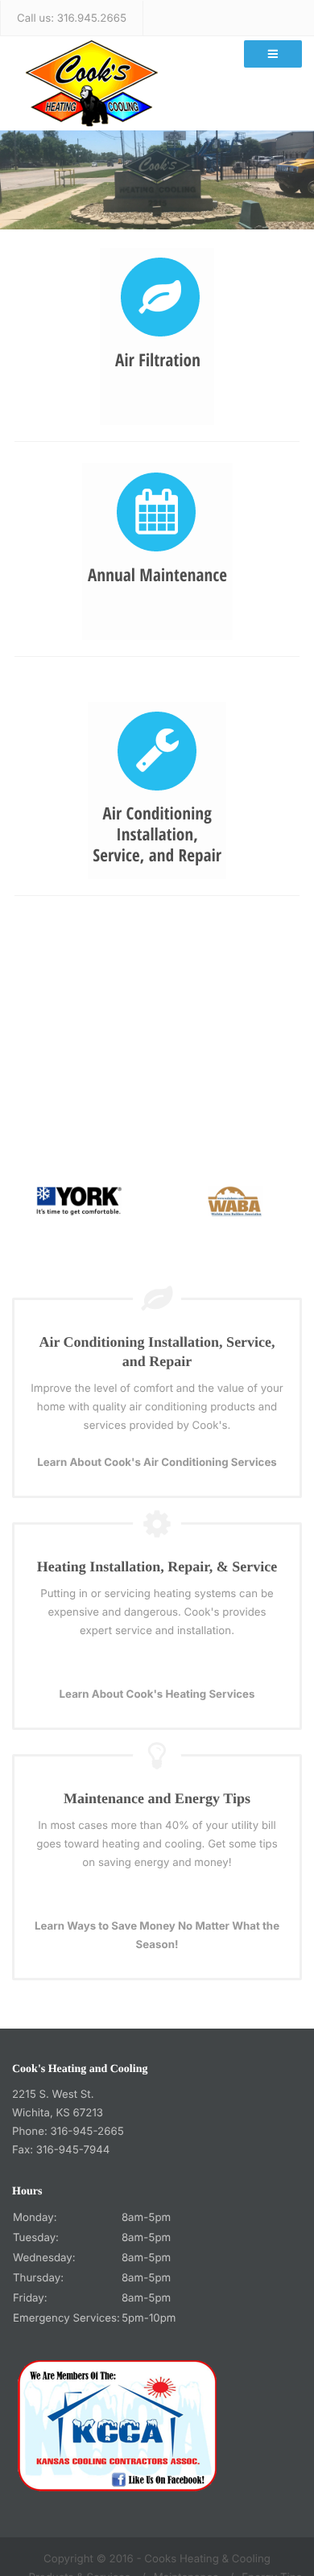 Call us: 316.945.2665
Cook's
HEATING COOLING
Cook's
HEATING COOLING
Air Filtration
Annual Maintenance
Air Conditioning
Installation,
Service, and Repair
YORK
It's time to get comfortable.
WABA
Air Conditioning Installation, Service,
and Repair
Improve the level of comfort and the value of your
home with quality air conditioning products and
services provided by Cook's.
Learn About Cook's Air Conditioning Services
Heating Installation, Repair, & Service
Putting in or servicing heating systems can be
expensive and dangerous. Cook's provides
expert service and installation.
Learn About Cook's Heating Services
Maintenance and Energy Tips
In most cases more than 40% of your utility bill
goes toward heating and cooling. Get some tips
on saving energy and money!
Learn Ways to Save Money No Matter What the
Season!
Cook's Heating and Cooling
2215 S. West St.
Wichita, KS 67213
Phone: 316-945-2665
Fax: 316-945-7944
Hours
Monday: 8am-5pm
Tuesday: 8am-5pm
Wednesday: 8am-5pm
Thursday: 8am-5pm
Friday: 8am-5pm
Emergency Services: 5pm-10pm
We Are Members Of The:
KCCA
KANSAS COOLING CONTRACTORS ASSOC.
Like Us On Facebook!
Copyright © 2016 - Cooks Heating & Cooling